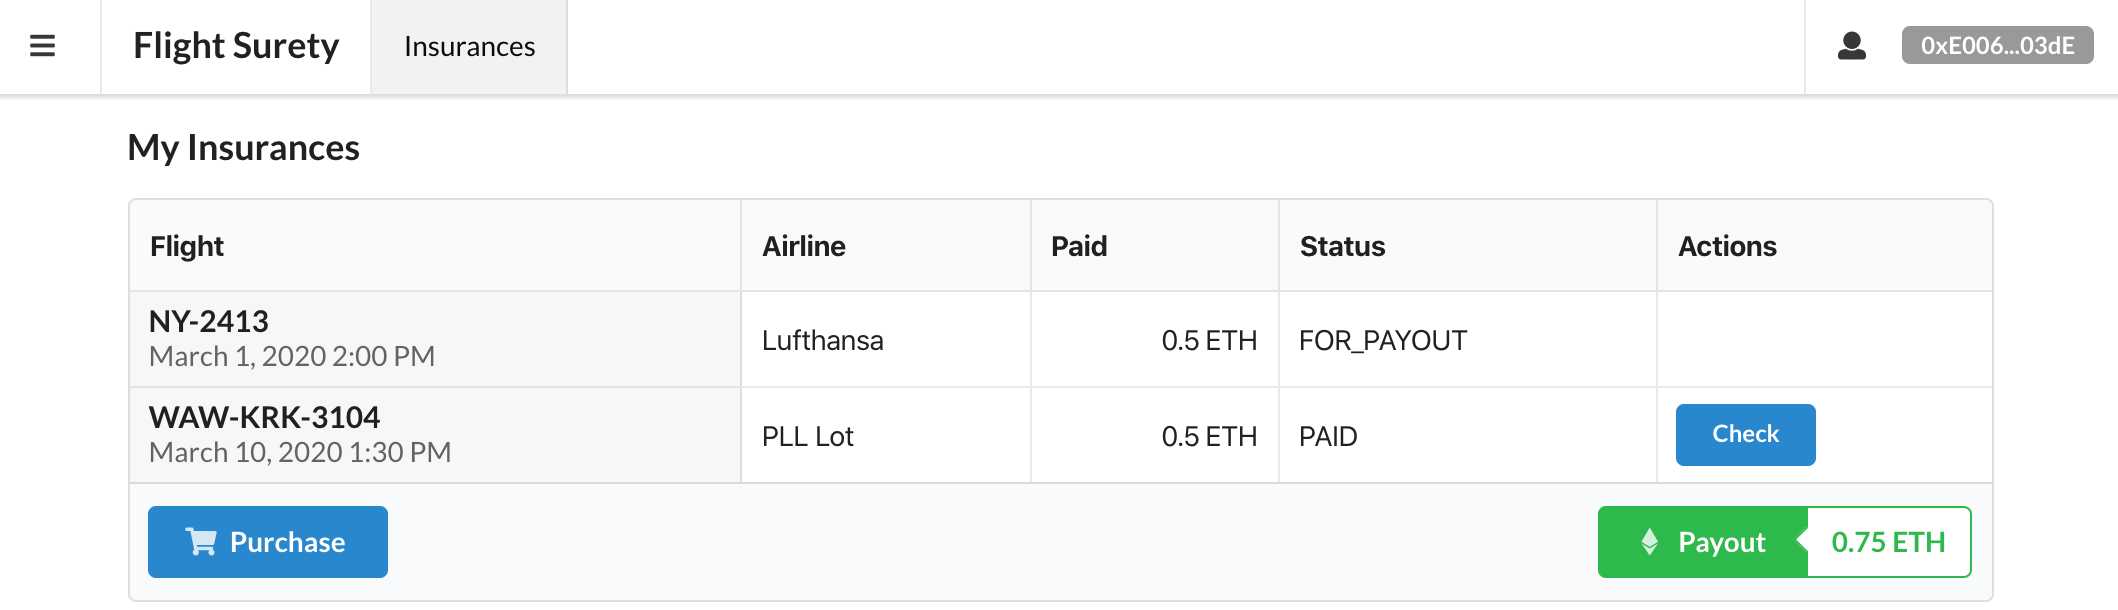 Flight Surety
Insurances
0xE006...03dE
My Insurances
Flight Airline Paid Status Actions
NY-2413
March 1, 2020 2:00 PM
Lufthansa 0.5 ETH FOR_PAYOUT
WAW-KRK-3104
March 10, 2020 1:30 PM
PLL Lot 0.5 ETH PAID Check
Purchase
Payout 0.75 ETH